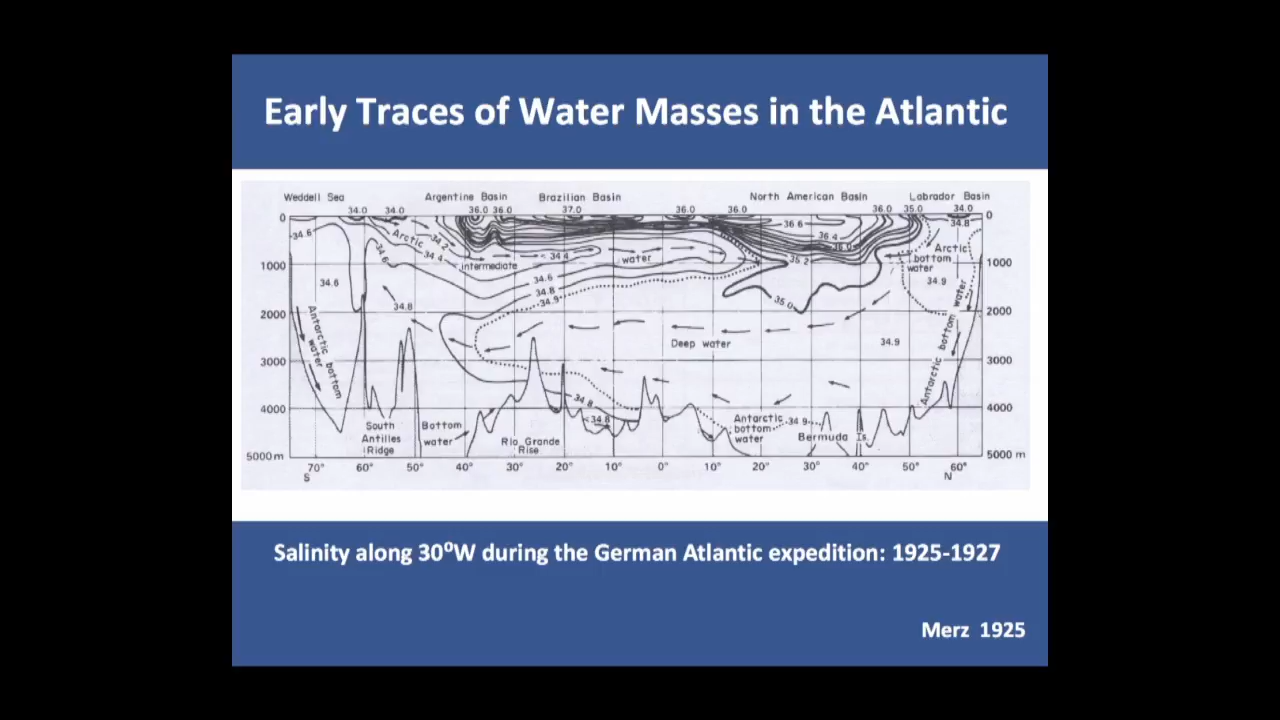 Early Traces of Water Masses in the Atlantic
Weddell Sea Argentine Basin Brazilian Basin North American Basin Labrador Basin
34.0 34.0 36.0 36.0 37.0 36.0 36.0 36.0 35.0 34.0
0 0
34.8
36.6
34.6 Arctic 34.2 36.4 Arctic
34.4 36.0 bottom
34.6 intermediate <34.4 water 35.2 water
1000 1000
34.6 34.6 34.9
34.8
34.8 34.9 35.0
2000 2000
Antarctic bottom water
Deep water 34.9
Antarctic bottom water
3000 3000
34.8
4000 4000
South Antilles Ridge
Bottom water
Rio Grande Rise
<34.8
Antarctic bottom water
34.9
Bermuda Is.
5000 m 5000 m
70° 60° 50° 40° 30° 20° 10° 0° 10° 20° 30° 40° 50° 60°
S N
Salinity along 30⁰W during the German Atlantic expedition: 1925-1927
Merz 1925